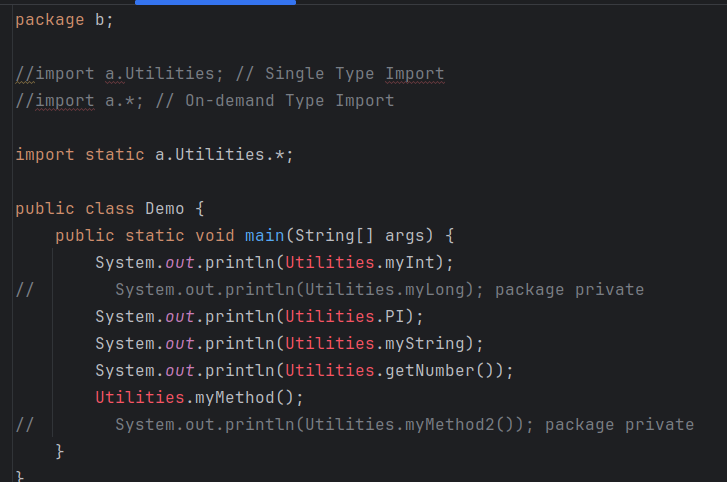 package b;
//import a.Utilities; // Single Type Import
//import a.*; // On-demand Type Import
import static a.Utilities.*;
public class Demo {
    public static void main(String[] args) {
        System.out.println(Utilities.myInt);
//        System.out.println(Utilities.myLong); package private
        System.out.println(Utilities.PI);
        System.out.println(Utilities.myString);
        System.out.println(Utilities.getNumber());
        Utilities.myMethod();
//        System.out.println(Utilities.myMethod2()); package private
    }
}